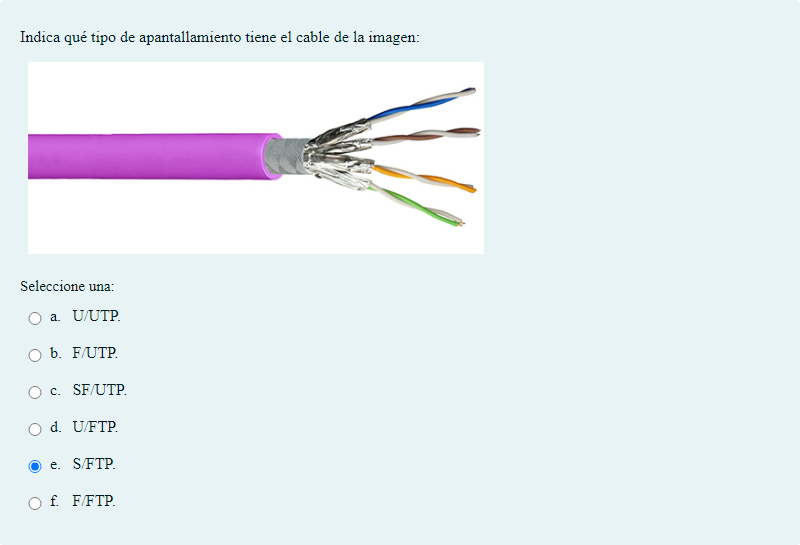 Indica qué tipo de apantallamiento tiene el cable de la imagen:
Seleccione una:
a. U/UTP.
b. F/UTP.
c. SF/UTP.
d. U/FTP.
e. S/FTP.
f. F/FTP.